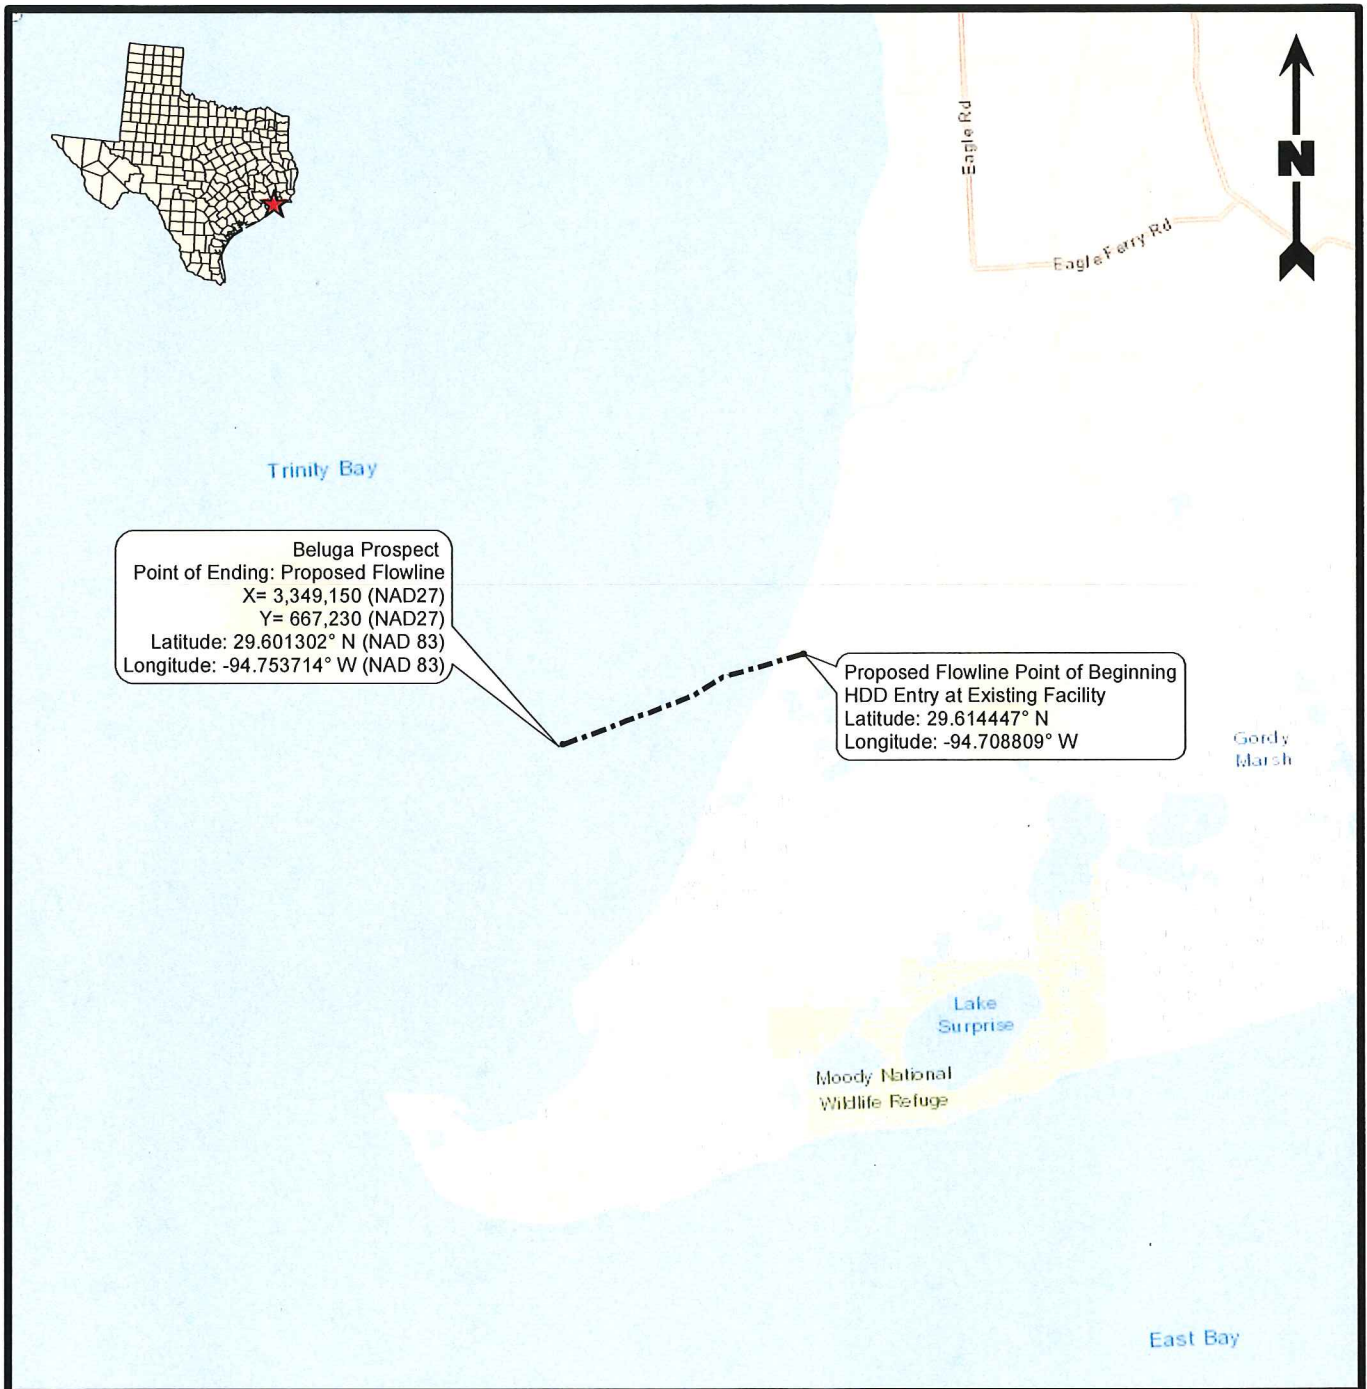 Eagle Rd
N
Eagle Ferry Rd
Trinity Bay
Beluga Prospect
Point of Ending: Proposed Flowline
X= 3,349,150 (NAD27)
Y= 667,230 (NAD27)
Latitude: 29.601302° N (NAD 83)
Longitude: -94.753714° W (NAD 83)
Proposed Flowline Point of Beginning
HDD Entry at Existing Facility
Latitude: 29.614447° N
Longitude: -94.708809° W
Gordy
Marsh
Lake
Surprise
Moody National
Wildlife Refuge
East Bay